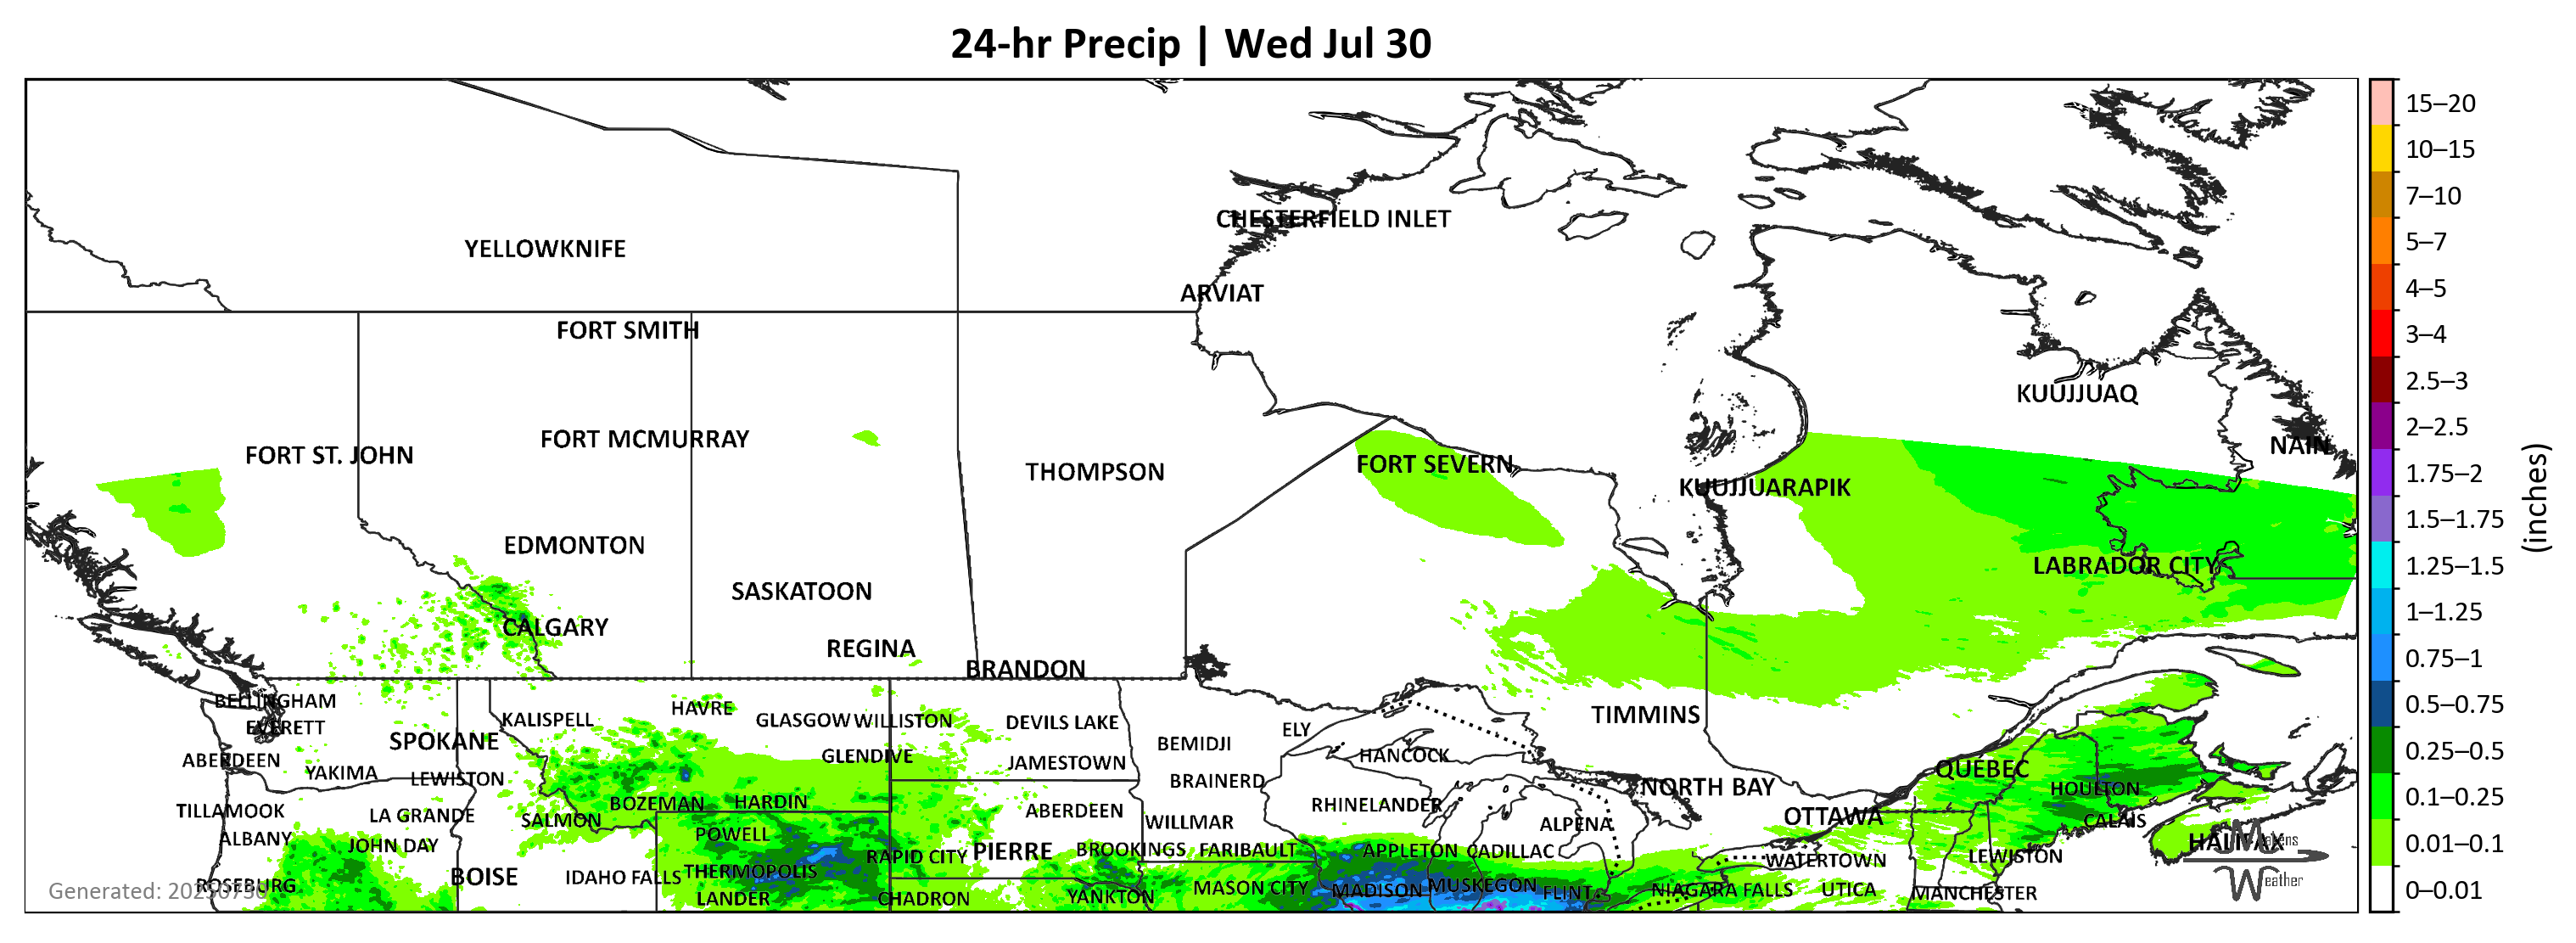 24-hr Precip | Wed Jul 30
15–20
10–15
CHESTERFIELD INLET
7–10
YELLOWKNIFE
5–7
ARVIAT
4–5
FORT SMITH
3–4
KUUJJUAQ
2.5–3
FORT MCMURRAY
NAIN
2–2.5
FORT ST. JOHN
FORT SEVERN
THOMPSON
1.75–2
KUUJJUARAPIK
(inches)
1.5–1.75
EDMONTON
LABRADOR CITY
1.25–1.5
SASKATOON
1–1.25
CALGARY
REGINA
0.75–1
BRANDON
BELLINGHAM
HAVRE
0.5–0.75
KALISPELL
GLASGOW WILLISTON
DEVILS LAKE
TIMMINS
EVERETT
ELY
SPOKANE
BEMIDJI
0.25–0.5
GLENDIVE
HANCOCK
ABERDEEN
JAMESTOWN
QUÉBEC
YAKIMA
LEWISTON
BRAINERD
NORTH BAY
HOULTON
0.1–0.25
BOZEMAN
HARDIN
RHINELANDER
TILLAMOOK
LA GRANDE
ABERDEEN
OTTAWA
SALMON
WILLMAR
ALPENA
CALAIS
POWELL
ALBANY
HALIFAX
Matens
0.01–0.1
JOHN DAY
PIERRE
BROOKINGS
FARIBAULT
APPLETON
CADILLAC
RAPID CITY
WATERTOWN
LEWISTON
THERMOPOLIS
BOISE
IDAHO FALLS
Weather
ROSEBURG
MASON CITY
MADISON
MUSKEGON
FLINT
NIAGARA FALLS
UTICA
MANCHESTER
0–0.01
Generated: 20250730
LANDER
CHADRON
YANKTON